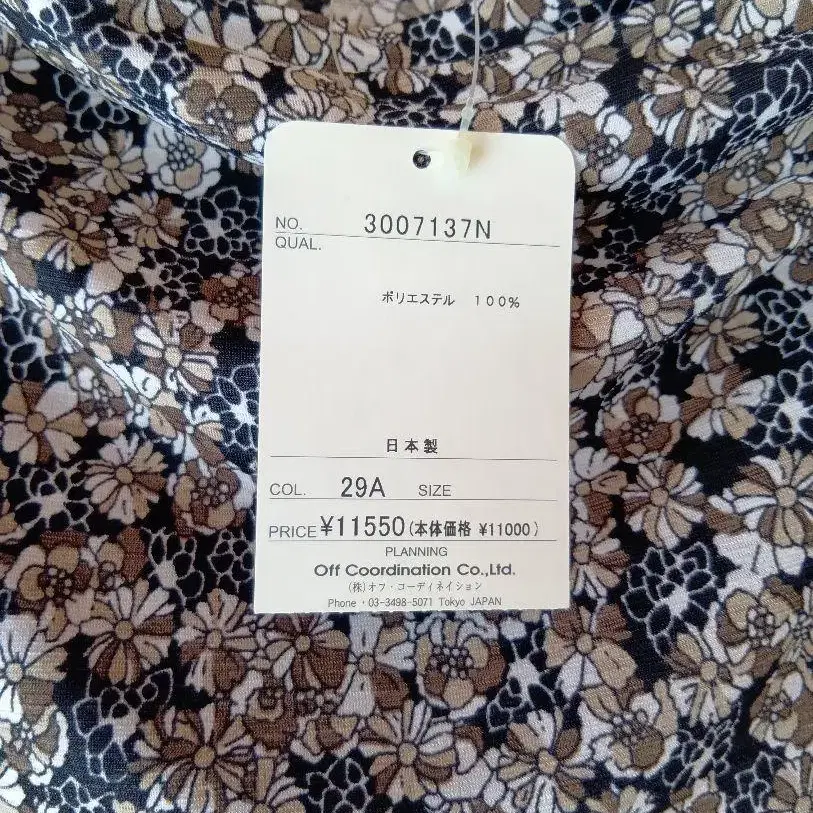 NO. 3007137N
QUAL.
ポリエステル 100%
日本製
COL. 29A SIZE
PRICE ¥11550(本体価格 ¥11000)
PLANNING
Off Coordination Co.,Ltd.
(株)オフ・コーディネイション
Phone・03-3498-5071 Tokyo JAPAN